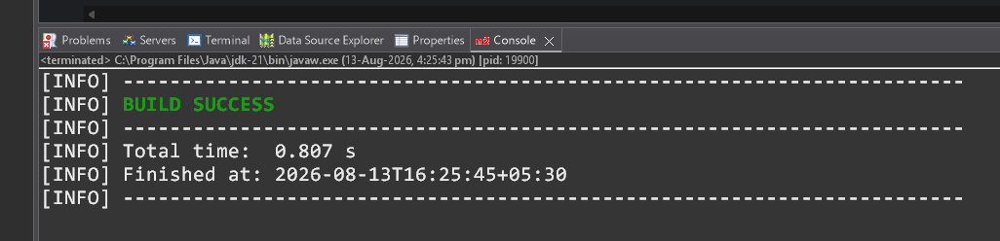 Problems Servers Terminal Data Source Explorer Properties Console
<terminated> C:\Program Files\Java\jdk-21\bin\javaw.exe (13-Aug-2026, 4:25:43 pm) [pid: 19900]
[INFO] ------------------------------------------------------------------------
[INFO] BUILD SUCCESS
[INFO] ------------------------------------------------------------------------
[INFO] Total time:  0.807 s
[INFO] Finished at: 2026-08-13T16:25:45+05:30
[INFO] ------------------------------------------------------------------------